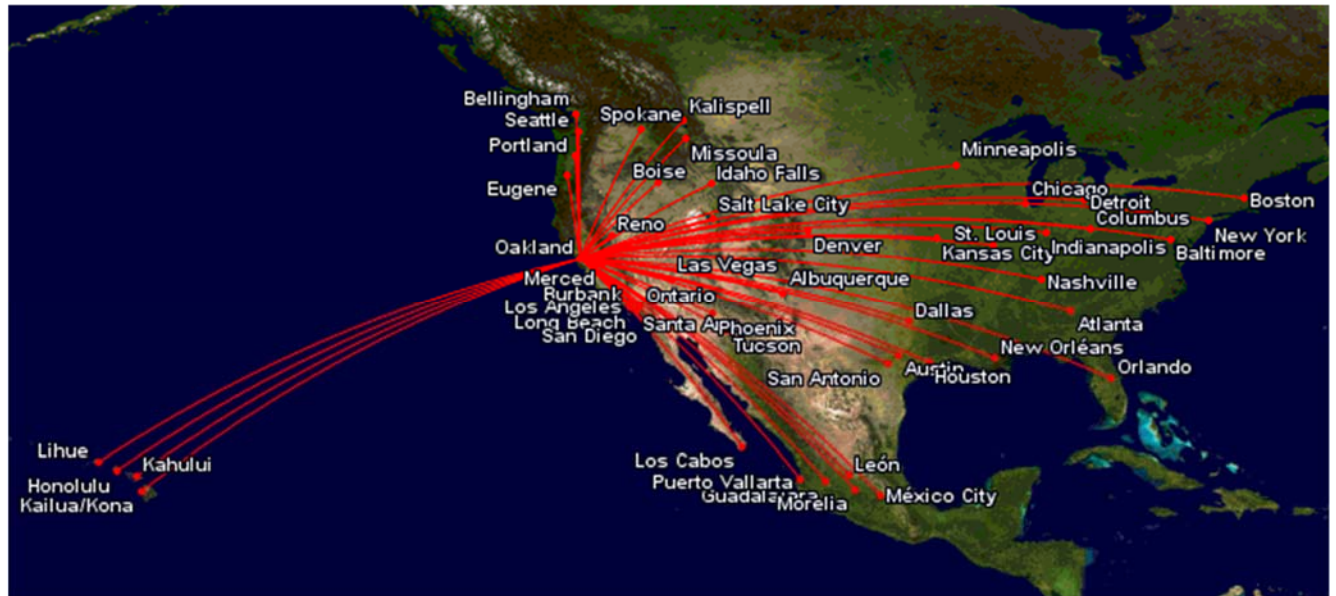 Bellingham
Kalispell
Seattle
Spokane
Portland
Missoula
Minneapolis
Boise
Idaho Falls
Eugene
Chicago
Boston
Detroit
Salt Lake City
Columbus
Reno
St. Louis
New York
Oakland
Denver
Indianapolis
Kansas City
Baltimore
Las Vegas
Merced
Albuquerque
Nashville
Burbank
Ontario
Los Angeles
Dallas
Long Beach
Santa A
Phoenix
Atlanta
San Diego
Tucson
New Orléans
Austin
Orlando
San Antonio
Houston
Lihue
Kahului
Los Cabos
León
Honolulu
Puerto Vallarta
Guadalajara
México City
Kailua/Kona
Morelia